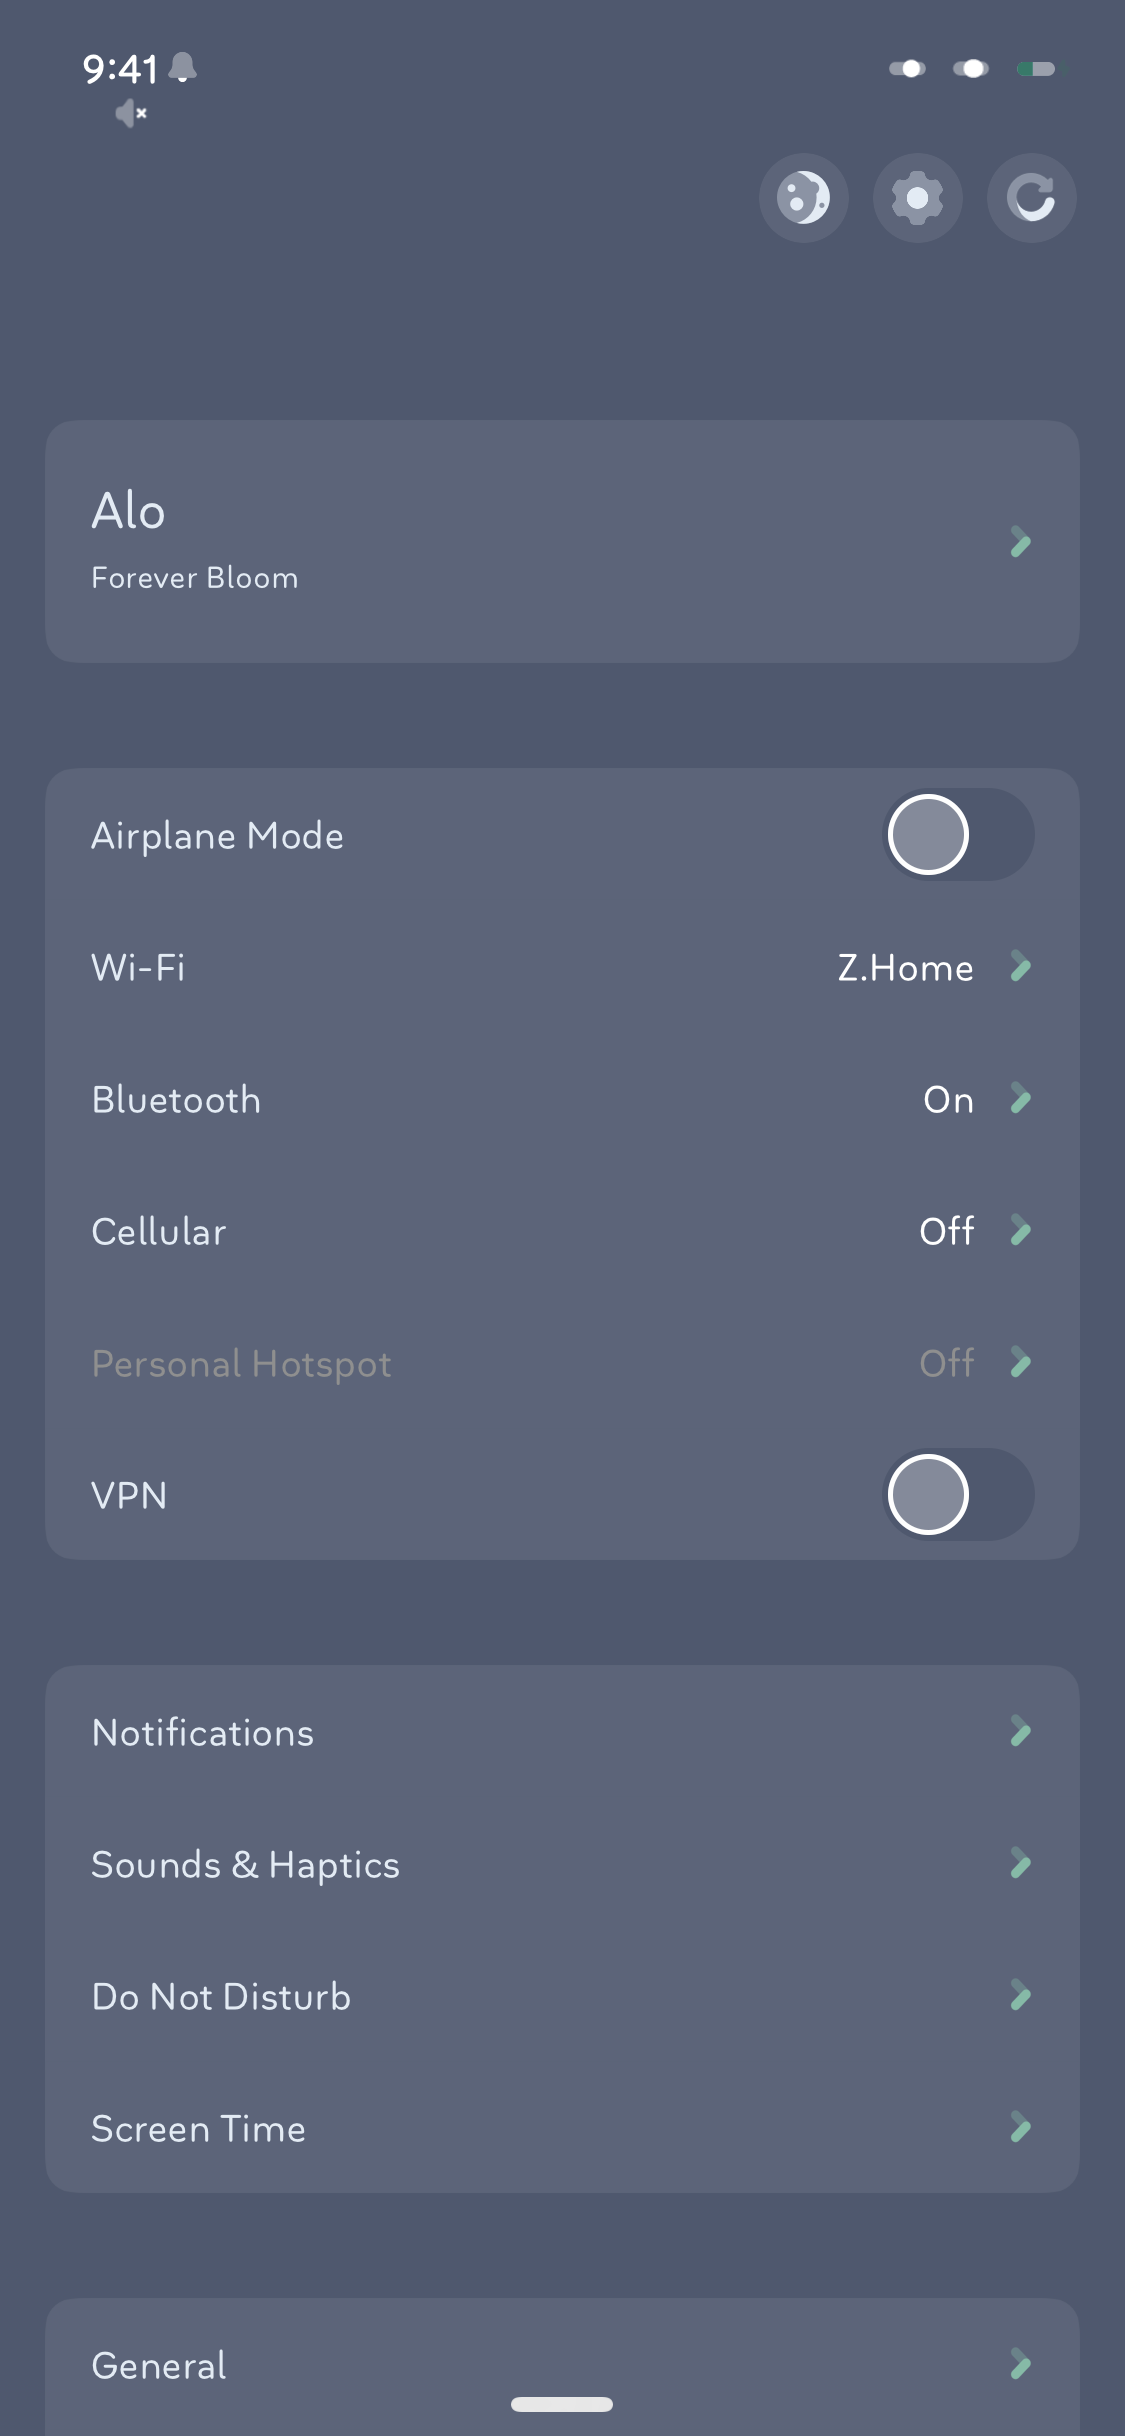 9:41
Alo
Forever Bloom
Airplane Mode
Wi-Fi Z.Home
Bluetooth On
Cellular Off
Personal Hotspot Off
VPN
Notifications
Sounds & Haptics
Do Not Disturb
Screen Time
General